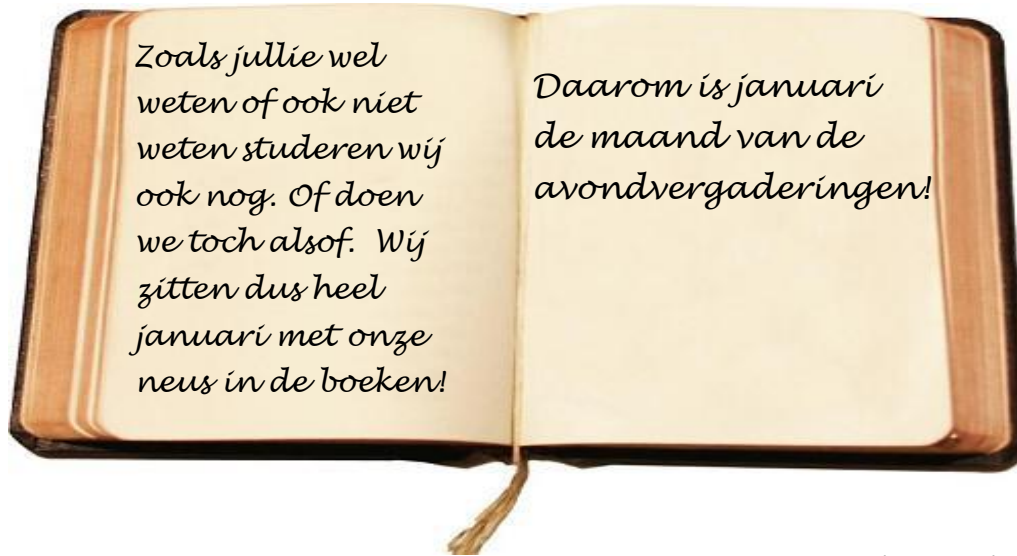 Zoals jullie wel
weten of ook niet
weten studeren wij
ook nog. Of doen
we toch alsof.  Wij
zitten dus heel
januari met onze
neus in de boeken!
Daarom is januari
de maand van de
avondvergaderingen!